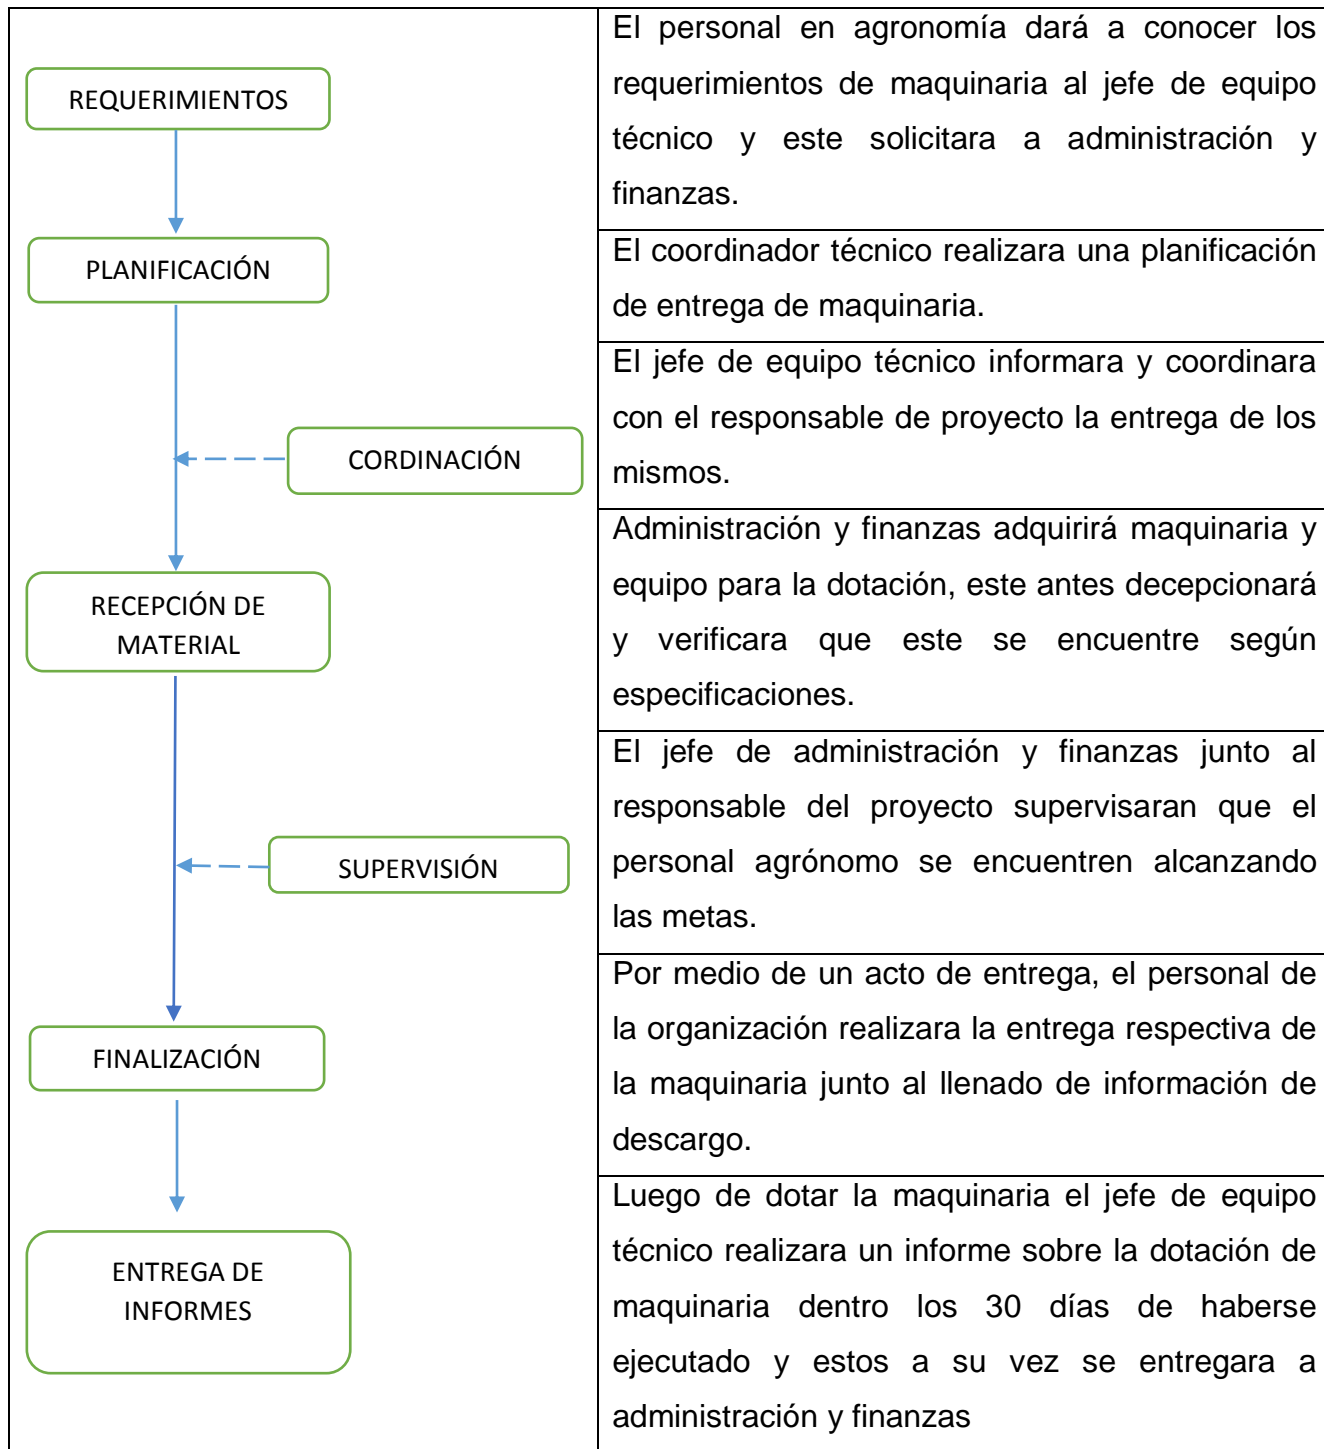 REQUERIMIENTOS
El personal en agronomía dará a conocer los
requerimientos de maquinaria al jefe de equipo
técnico y este solicitara a administración y
finanzas.
PLANIFICACIÓN
El coordinador técnico realizara una planificación
de entrega de maquinaria.
CORDINACIÓN
El jefe de equipo técnico informara y coordinara
con el responsable de proyecto la entrega de los
mismos.
RECEPCIÓN DE
MATERIAL
Administración y finanzas adquirirá maquinaria y
equipo para la dotación, este antes decepcionará
y verificara que este se encuentre según
especificaciones.
SUPERVISIÓN
El jefe de administración y finanzas junto al
responsable del proyecto supervisaran que el
personal agrónomo se encuentren alcanzando
las metas.
FINALIZACIÓN
Por medio de un acto de entrega, el personal de
la organización realizara la entrega respectiva de
la maquinaria junto al llenado de información de
descargo.
ENTREGA DE
INFORMES
Luego de dotar la maquinaria el jefe de equipo
técnico realizara un informe sobre la dotación de
maquinaria dentro los 30 días de haberse
ejecutado y estos a su vez se entregara a
administración y finanzas